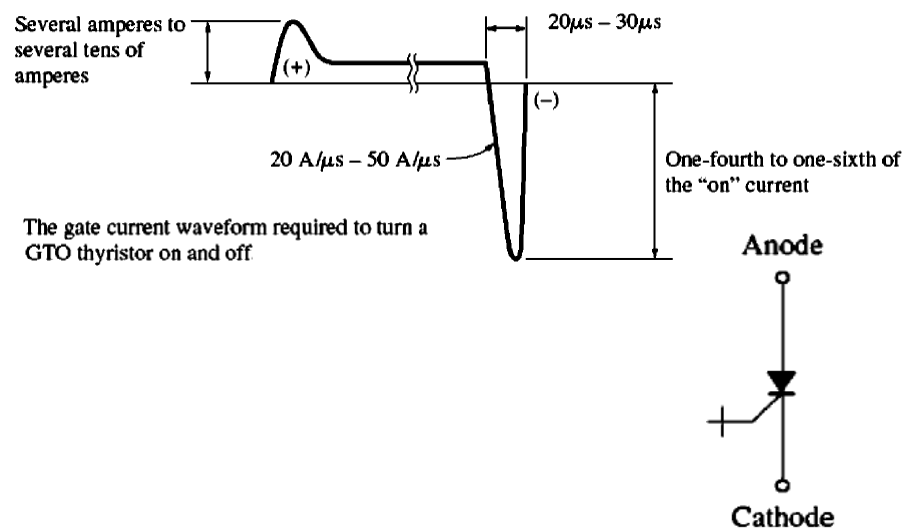 Several amperes to
several tens of
amperes
(+)
20μs – 30μs
(–)
20 A/μs – 50 A/μs
One-fourth to one-sixth of
the “on” current
The gate current waveform required to turn a
GTO thyristor on and off
Anode
Cathode